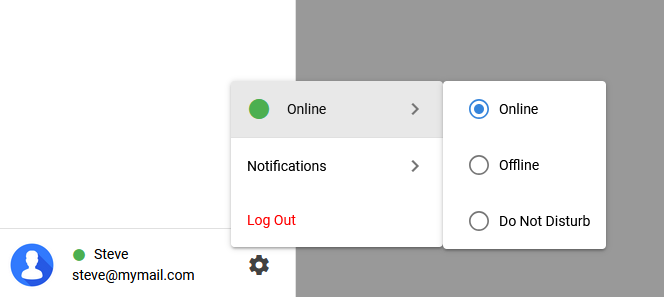 Online
Notifications
Log Out
Online
Offline
Do Not Disturb
Steve
steve@mymail.com